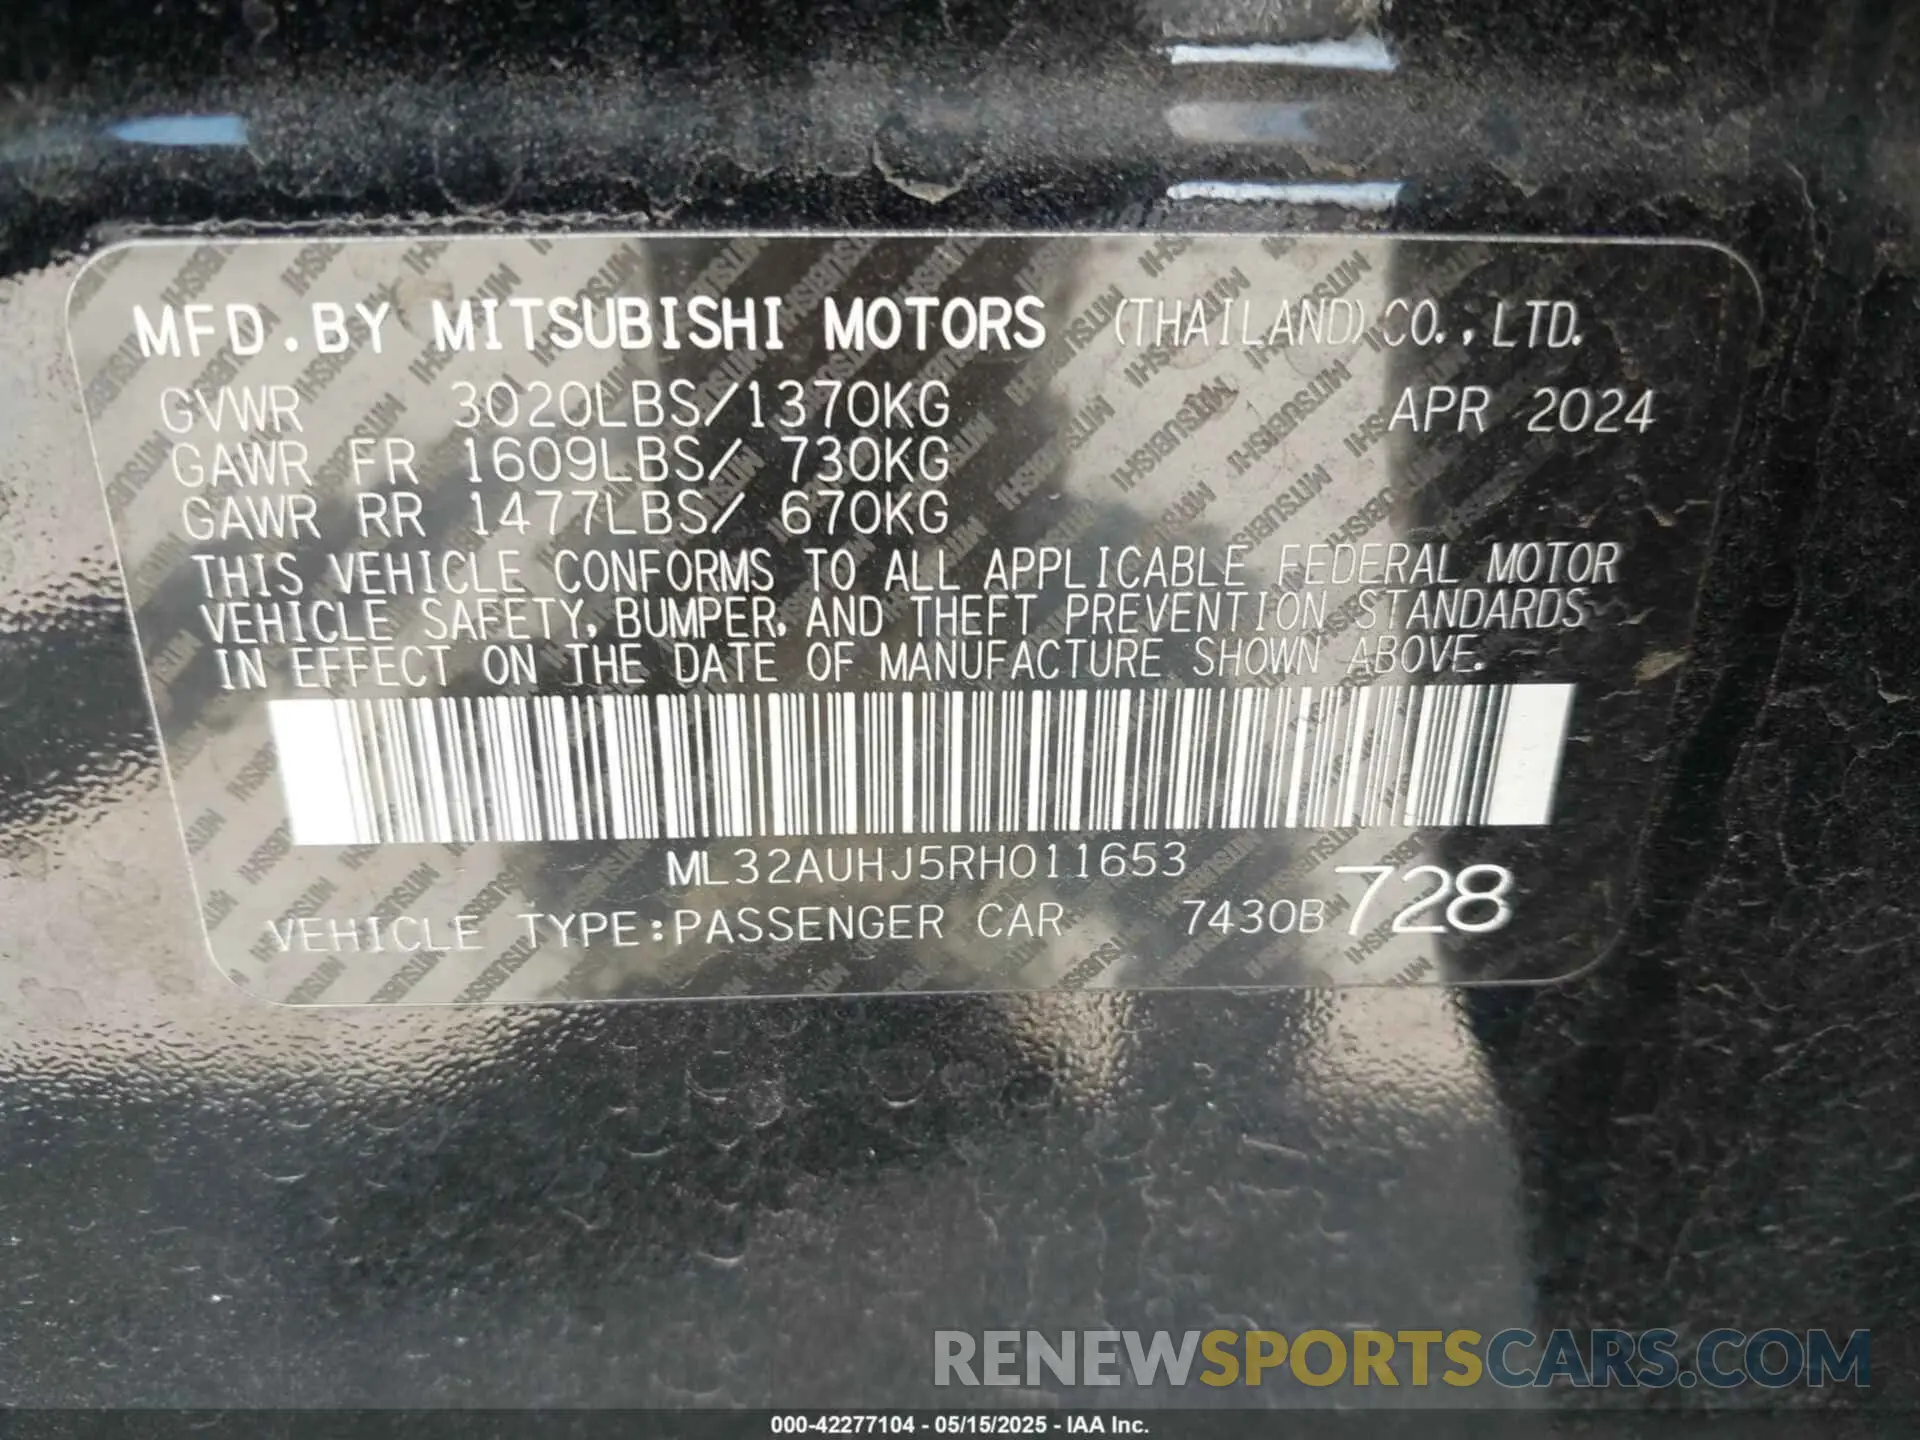 MFD.BY MITSUBISHI MOTORS (THAILAND)CO.,LTD.
GVWR 3020LBS/1370KG APR 2024
GAWR FR 1609LBS/ 730KG
GAWR RR 1477LBS/ 670KG
THIS VEHICLE CONFORMS TO ALL APPLICABLE FEDERAL MOTOR
VEHICLE SAFETY, BUMPER, AND THEFT PREVENTION STANDARDS
IN EFFECT ON THE DATE OF MANUFACTURE SHOWN ABOVE.
ML32AUHJ5RH011653
VEHICLE TYPE:PASSENGER CAR 7430B 728
RENEWSPORTSCARS.COM
000-42277104 - 05/15/2025 - IAA Inc.